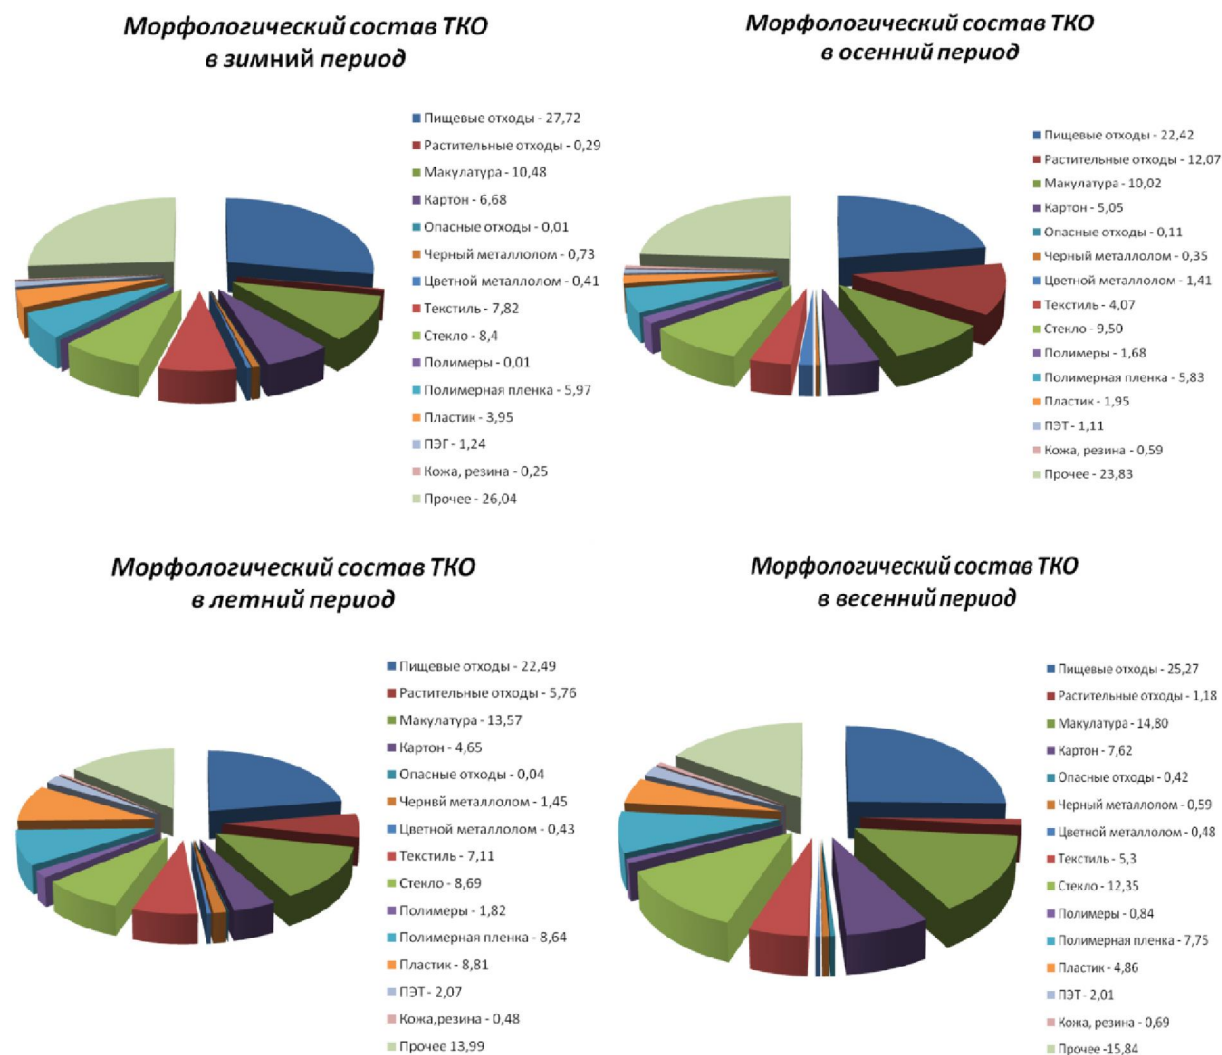 Морфологический состав ТКО
в зимний период
Пищевые отходы - 27,72
Растительные отходы - 0,29
Макулатура - 10,48
Картон - 6,68
Опасные отходы - 0,01
Черный металлолом - 0,73
Цветной металлолом - 0,41
Текстиль - 7,82
Стекло - 8,4
Полимеры - 0,01
Полимерная пленка - 5,97
Пластик - 3,95
ПЭГ - 1,24
Кожа, резина - 0,25
Прочее - 26,04
Морфологический состав ТКО
в осенний период
Пищевые отходы - 22,42
Растительные отходы - 12,07
Макулатура - 10,02
Картон - 5,05
Опасные отходы - 0,11
Черный металлолом - 0,35
Цветной металлолом - 1,41
Текстиль - 4,07
Стекло - 9,50
Полимеры - 1,68
Полимерная пленка - 5,83
Пластик - 1,95
ПЭТ - 1,11
Кожа, резина - 0,59
Прочее - 23,83
Морфологический состав ТКО
в летний период
Пищевые отходы - 22,49
Растительные отходы - 5,76
Макулатура - 13,57
Картон - 4,65
Опасные отходы - 0,04
Чернвй металлолом - 1,45
Цветной металлолом - 0,43
Текстиль - 7,11
Стекло - 8,69
Полимеры - 1,82
Полимерная пленка - 8,64
Пластик - 8,81
ПЭТ - 2,07
Кожа,резина - 0,48
Прочее 13,99
Морфологический состав ТКО
в весенний период
Пищевые отходы - 25,27
Растительные отходы - 1,18
Макулатура - 14,80
Картон - 7,62
Опасные отходы - 0,42
Черный металлолом - 0,59
Цветной металлолом - 0,48
Текстиль - 5,3
Стекло - 12,35
Полимеры - 0,84
Полимерная пленка - 7,75
Пластик - 4,86
ПЭТ - 2,01
Кожа, резина - 0,69
Прочее -15,84